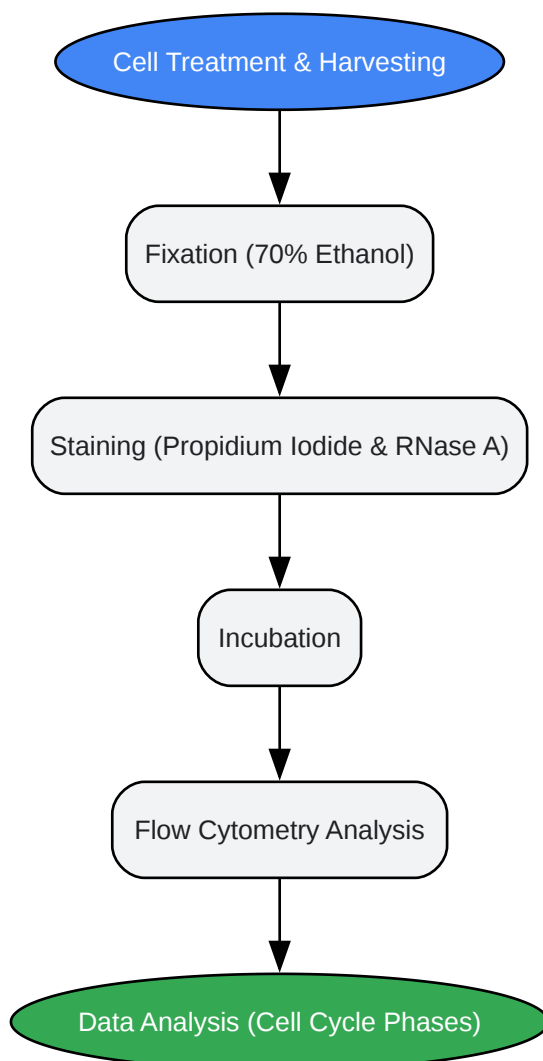 Cell Treatment & Harvesting
Fixation (70% Ethanol)
Staining (Propidium Iodide & RNase A)
Incubation
Flow Cytometry Analysis
Data Analysis (Cell Cycle Phases)